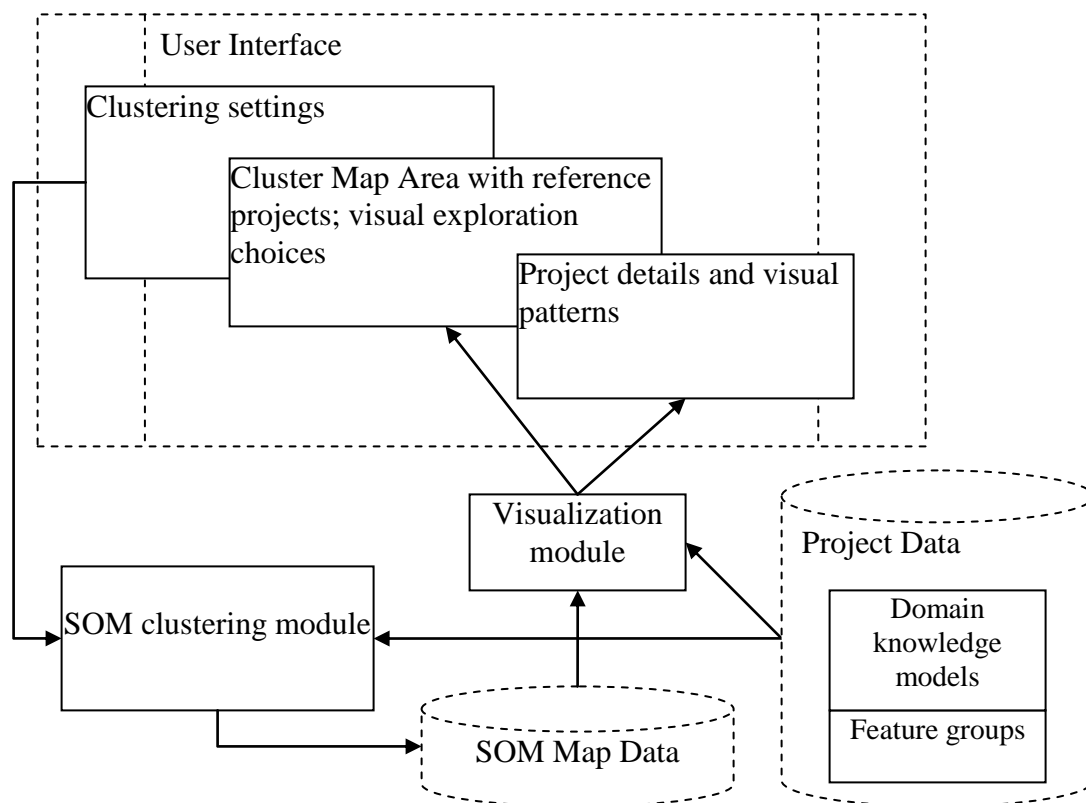 User Interface
Clustering settings
Cluster Map Area with reference
projects; visual exploration
choices
Project details and visual
patterns
Visualization
module
Project Data
SOM clustering module
Domain
knowledge
models
Feature groups
SOM Map Data